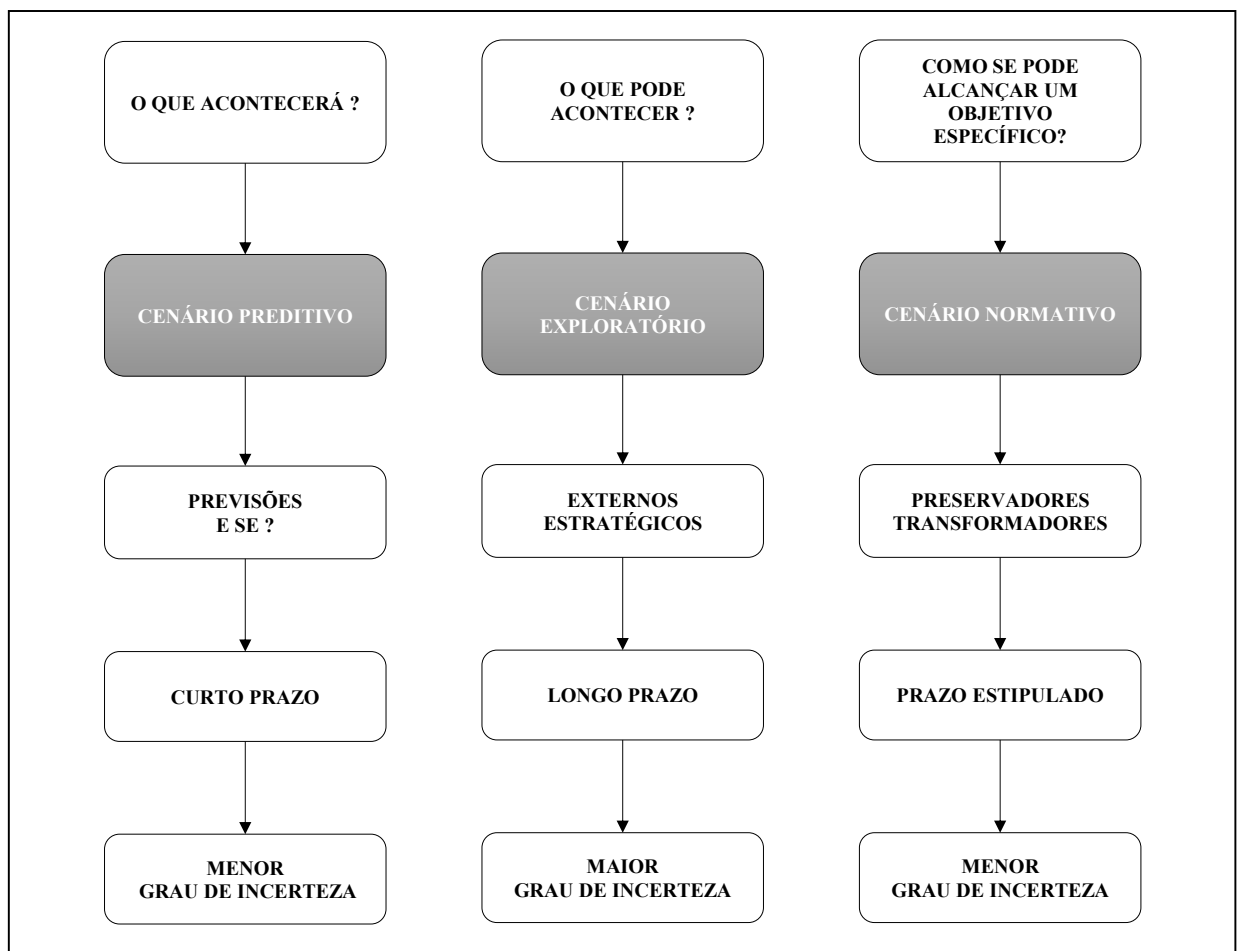 O QUE ACONTECERÁ ?
O QUE PODE
ACONTECER ?
COMO SE PODE
ALCANÇAR UM
OBJETIVO
ESPECÍFICO?
CENÁRIO PREDITIVO
CENÁRIO
EXPLORATÓRIO
CENÁRIO NORMATIVO
PREVISÕES
E SE ?
EXTERNOS
ESTRATÉGICOS
PRESERVADORES
TRANSFORMADORES
CURTO PRAZO
LONGO PRAZO
PRAZO ESTIPULADO
MENOR
GRAU DE INCERTEZA
MAIOR
GRAU DE INCERTEZA
MENOR
GRAU DE INCERTEZA